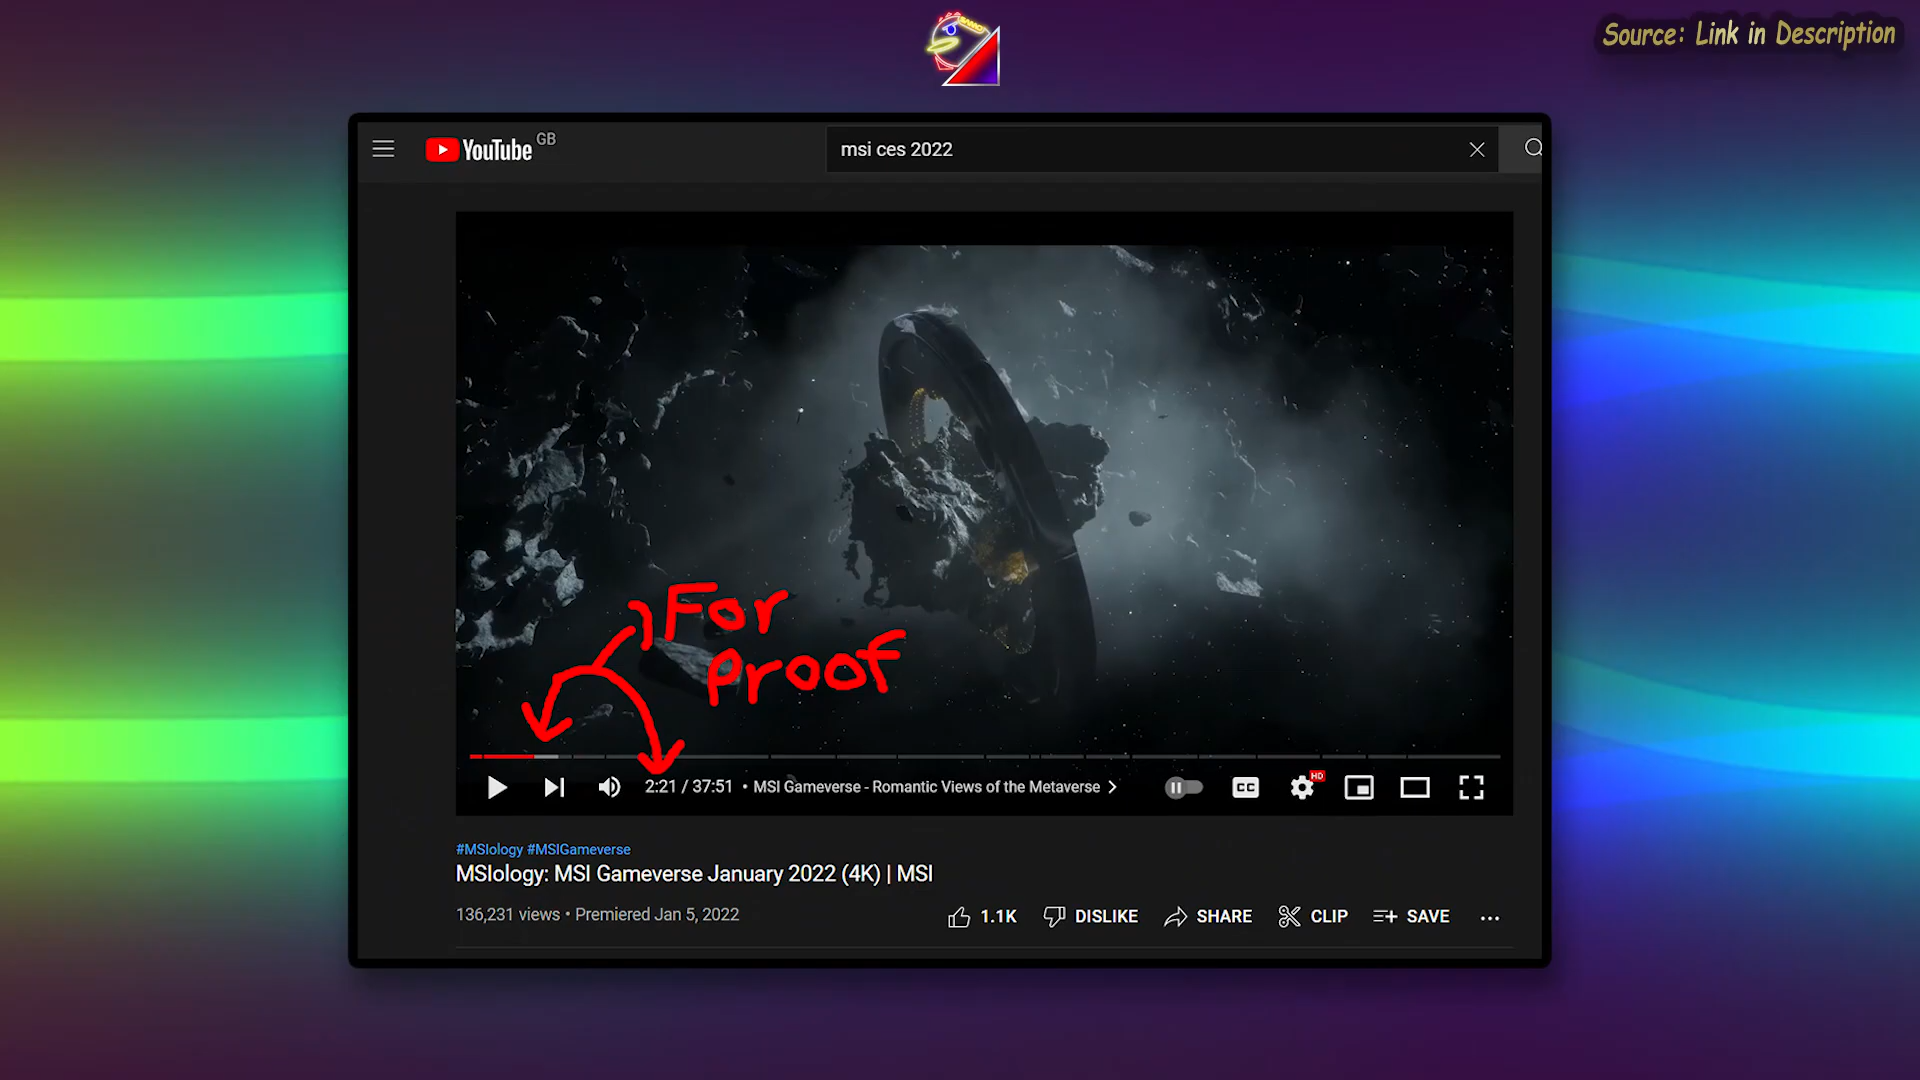 Source: Link in Description
YouTube GB
msi ces 2022
For
Proof
2:21 / 37:51 • MSI Gameverse - Romantic Views of the Metaverse
CC
HD
#MSIology #MSIGameverse
MSIology: MSI Gameverse January 2022 (4K) | MSI
136,231 views • Premiered Jan 5, 2022
1.1K DISLIKE SHARE CLIP SAVE